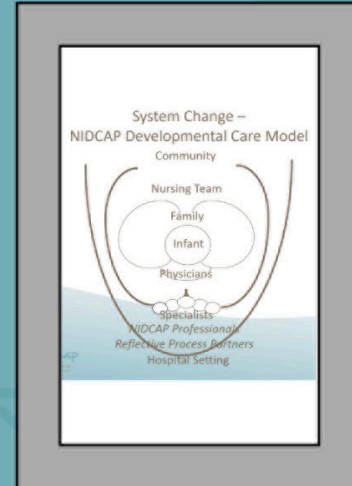 System Change –
NIDCAP Developmental Care Model
Community
Nursing Team
Family
Infant
Physicians
Specialists
NIDCAP Professionals
Reflective Process Partners
Hospital Setting